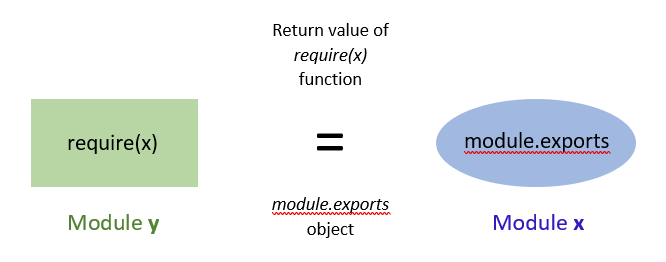 Return value of
require(x)
function
require(x)
=
module.exports
module.exports
object
Module y
Module x